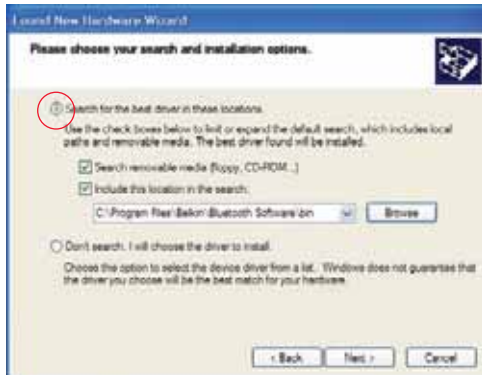 Found New Hardware Wizard
Please choose your search and installation options.
Search for the best driver in these locations.
Use the check boxes below to limit or expand the default search, which includes local
paths and removable media. The best driver found will be installed.
Search removable media (floppy, CD-ROM...)
Include this location in the search:
C:\Program Files\Belkin\Bluetooth Software\bin
Browse
Don't search. I will choose the driver to install.
Choose this option to select the device driver from a list. Windows does not guarantee that
the driver you choose will be the best match for your hardware.
< Back
Next >
Cancel